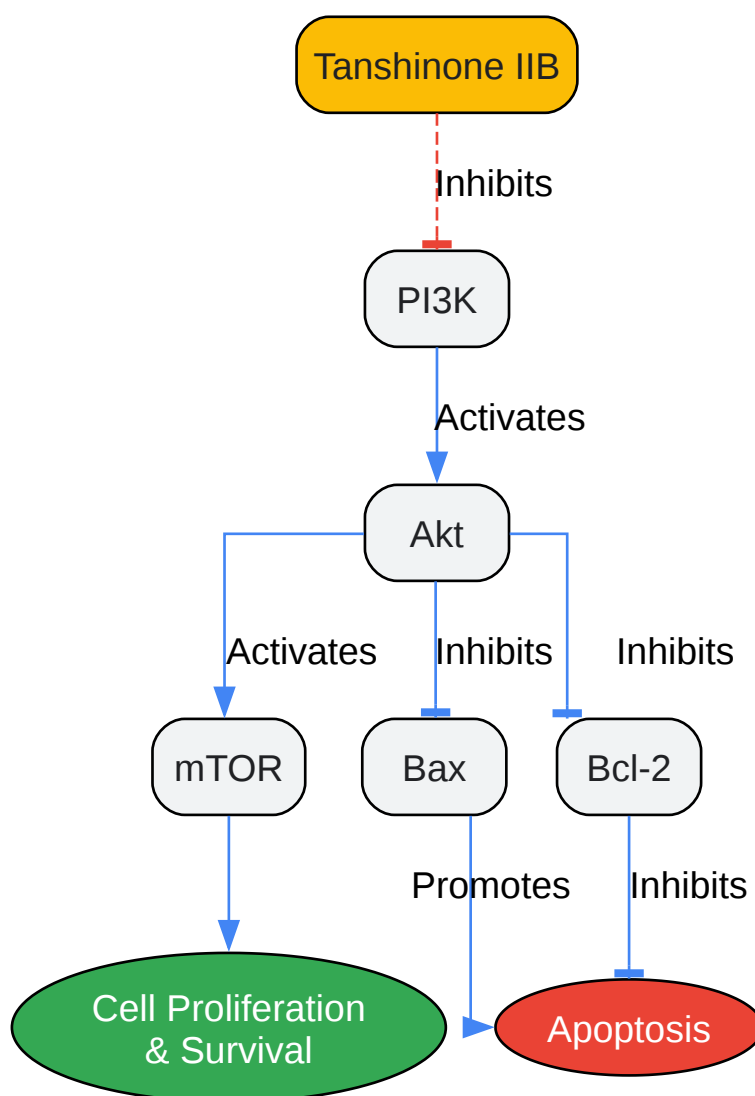 Tanshinone IIB
Inhibits
PI3K
Activates
Akt
Activates
Inhibits
Inhibits
mTOR
Bax
Bcl-2
Promotes
Inhibits
Cell Proliferation
& Survival
Apoptosis